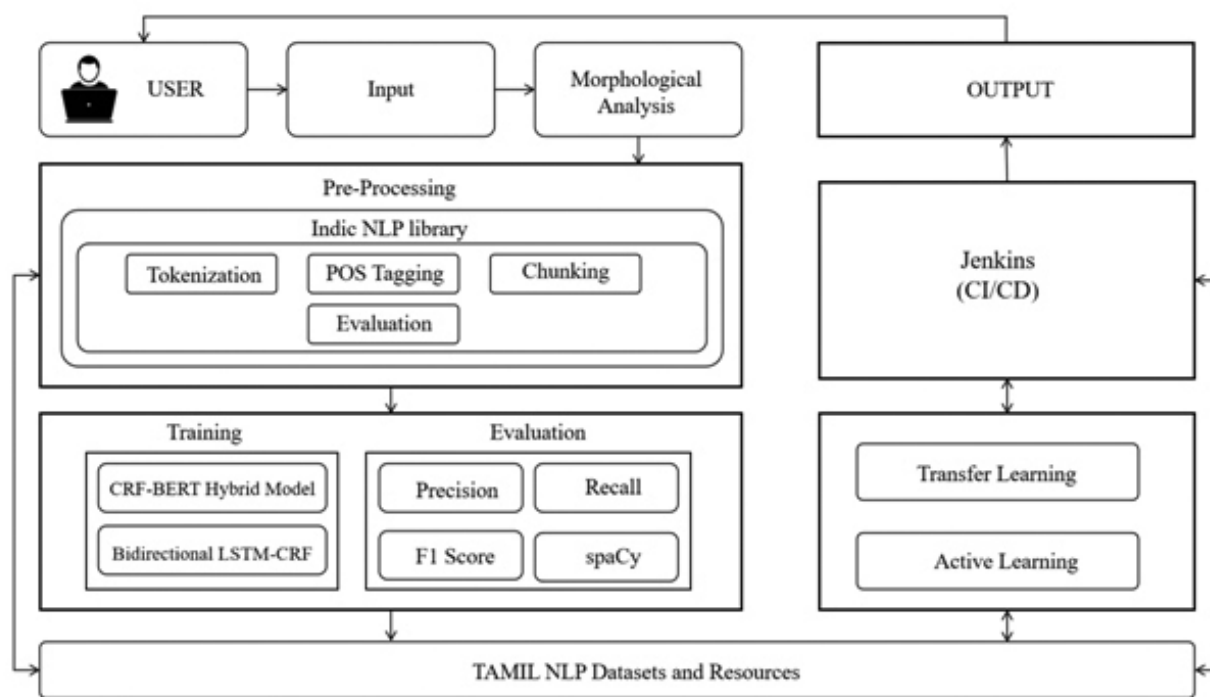 USER
Input
Morphological
Analysis
OUTPUT
Pre-Processing
Indic NLP library
Tokenization
POS Tagging
Chunking
Evaluation
Jenkins
(CI/CD)
Training
Evaluation
CRF-BERT Hybrid Model
Bidirectional LSTM-CRF
Precision
Recall
F1 Score
spaCy
Transfer Learning
Active Learning
TAMIL NLP Datasets and Resources